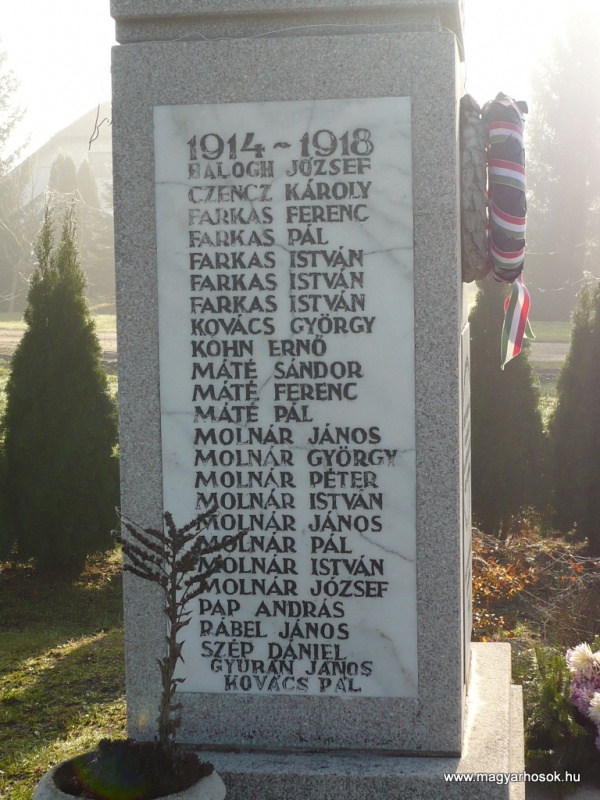 1914~1918
BALOGH JÓZSEF
CZENCZ KÁROLY
FARKAS FERENC
FARKAS PÁL
FARKAS ISTVÁN
FARKAS ISTVÁN
FARKAS ISTVÁN
KOVÁCS GYÖRGY
KOHN ERNŐ
MÁTÉ SÁNDOR
MÁTÉ FERENC
MÁTÉ PÁL
MOLNÁR JÁNOS
MOLNÁR GYÖRGY
MOLNÁR PÉTER
MOLNÁR ISTVÁN
MOLNÁR JÁNOS
MOLNÁR PÁL
MOLNÁR ISTVÁN
MOLNÁR JÓZSEF
PAP ANDRÁS
RÁBEL JÁNOS
SZÉP DÁNIEL
GYURÁN JÁNOS
KOVÁCS PÁL
www.magyarhosok.hu